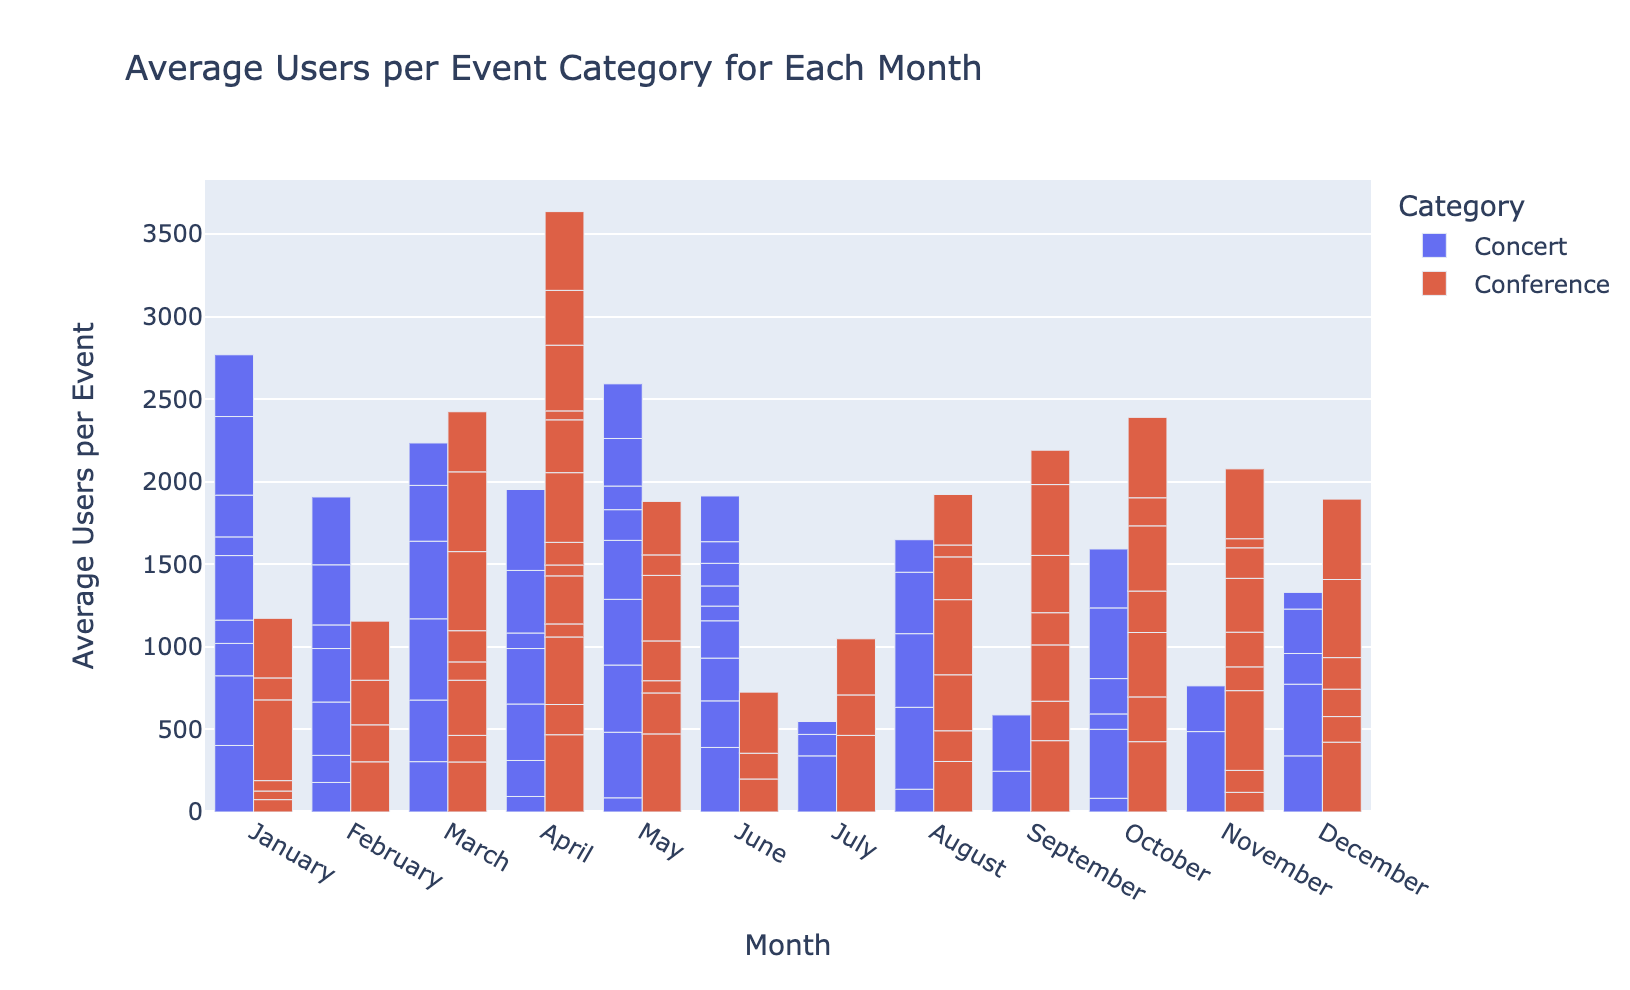 Average Users per Event Category for Each Month
Category
Concert
Conference
Average Users per Event
3500
3000
2500
2000
1500
1000
500
0
January
February
March
April
May
June
July
August
September
October
November
December
Month